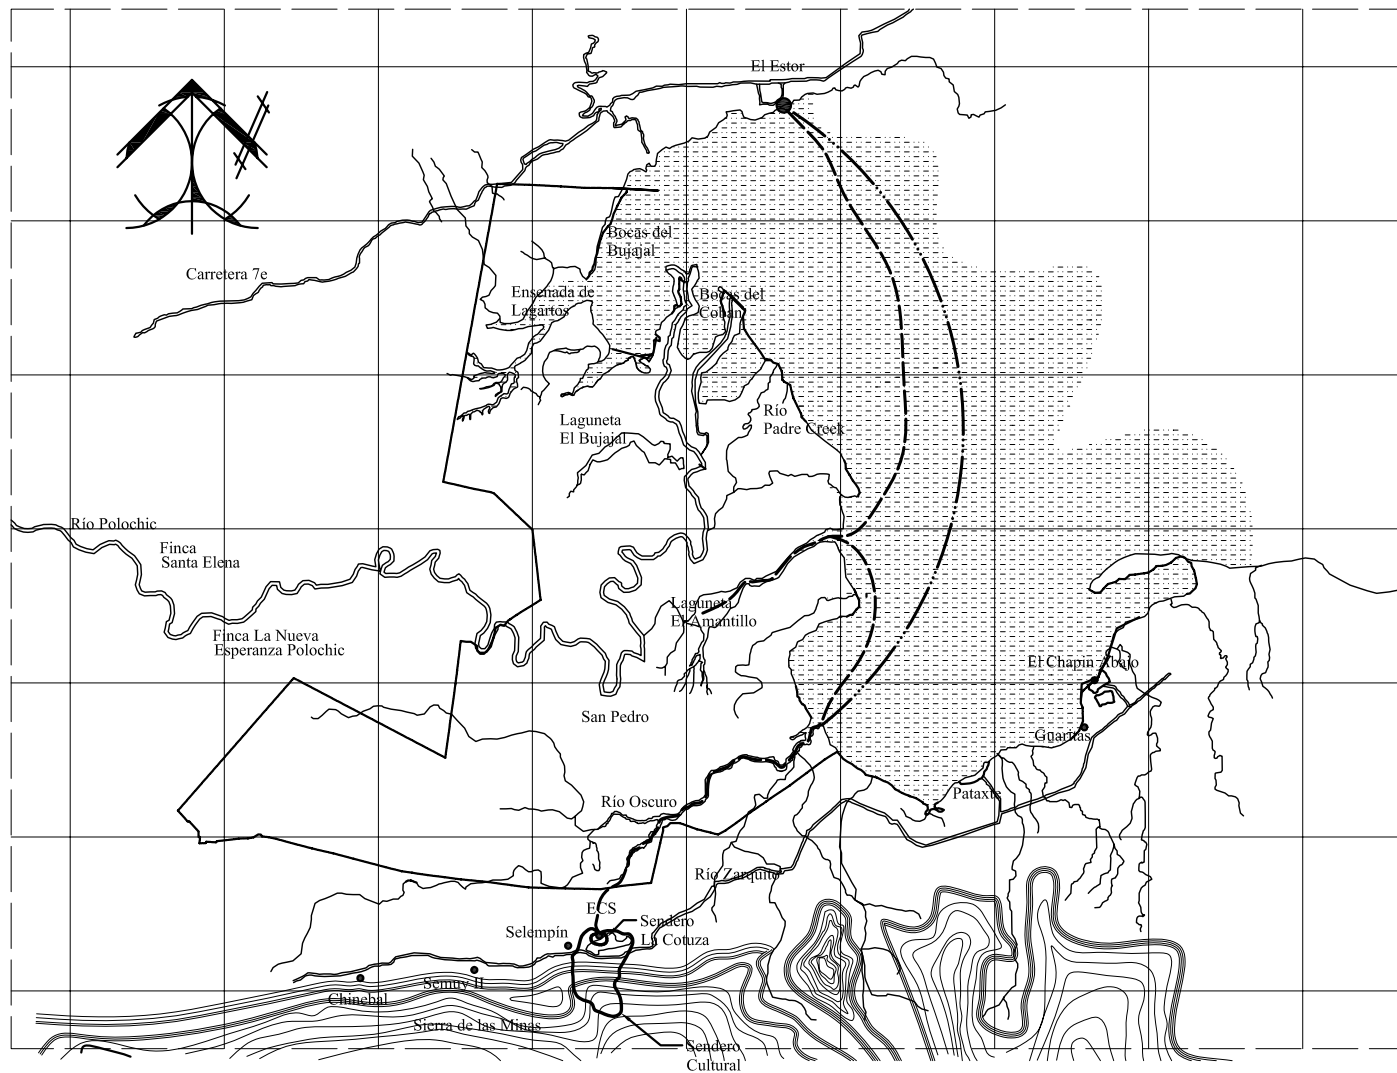 El Estor
Bocas del
Bujajal
Carretera 7e
Ensenada de
Lagartos
Bocas del
Cobán
Río
Padre Creek
Laguneta
El Bujajal
Río Polochic
Finca
Santa Elena
Laguneta
El Amantillo
Finca La Nueva
Esperanza Polochic
El Chapin Abajo
San Pedro
Guaritas
Pataxte
Río Oscuro
Río Zarquito
ECS
Sendero
La Cotuza
Selempín
Semuy II
Chinebal
Sierra de las Minas
Sendero
Cultural